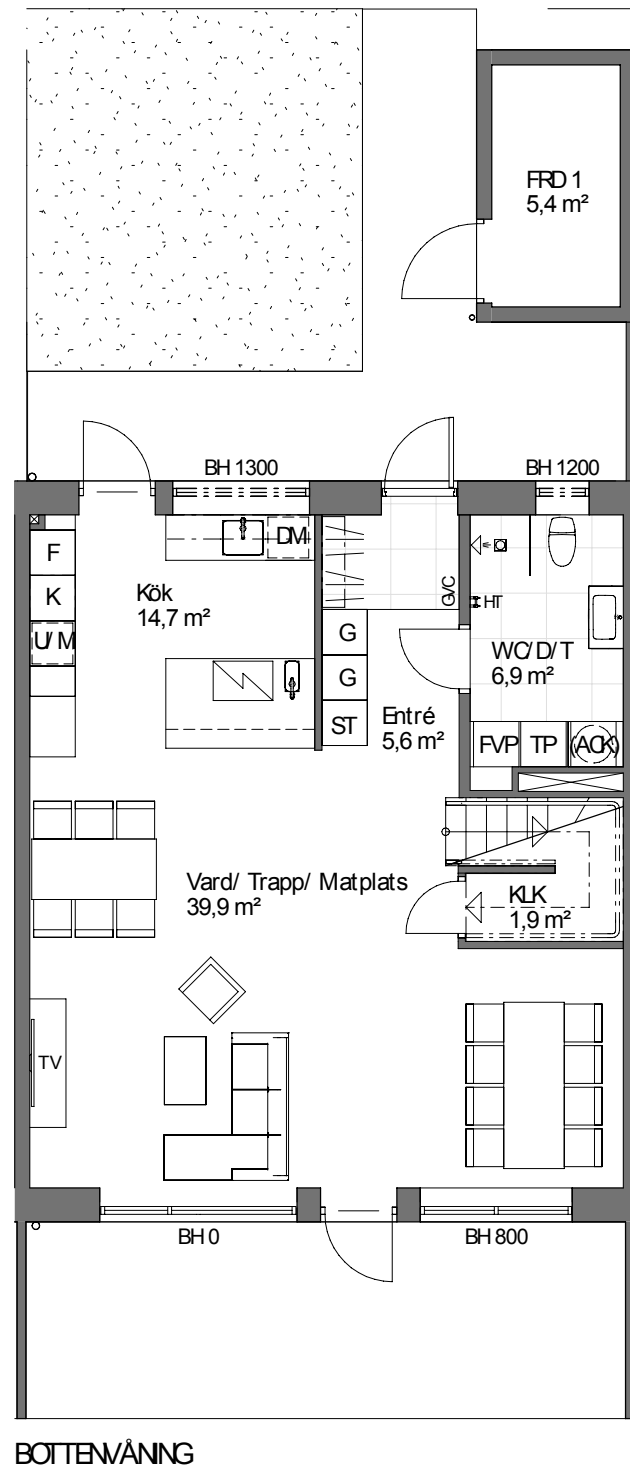 FRD 1
5,4 m²
BH 1300
BH 1200
F
DM
K
Kök
14,7 m²
GVC
HT
U/M
G
G
WC/D/T
6,9 m²
ST
Entré
5,6 m²
FVP
TP
(ACK)
Vard/ Trapp/ Matplats
39,9 m²
KLK
1,9 m²
TV
BH 0
BH 800
BOTTENVÅNING